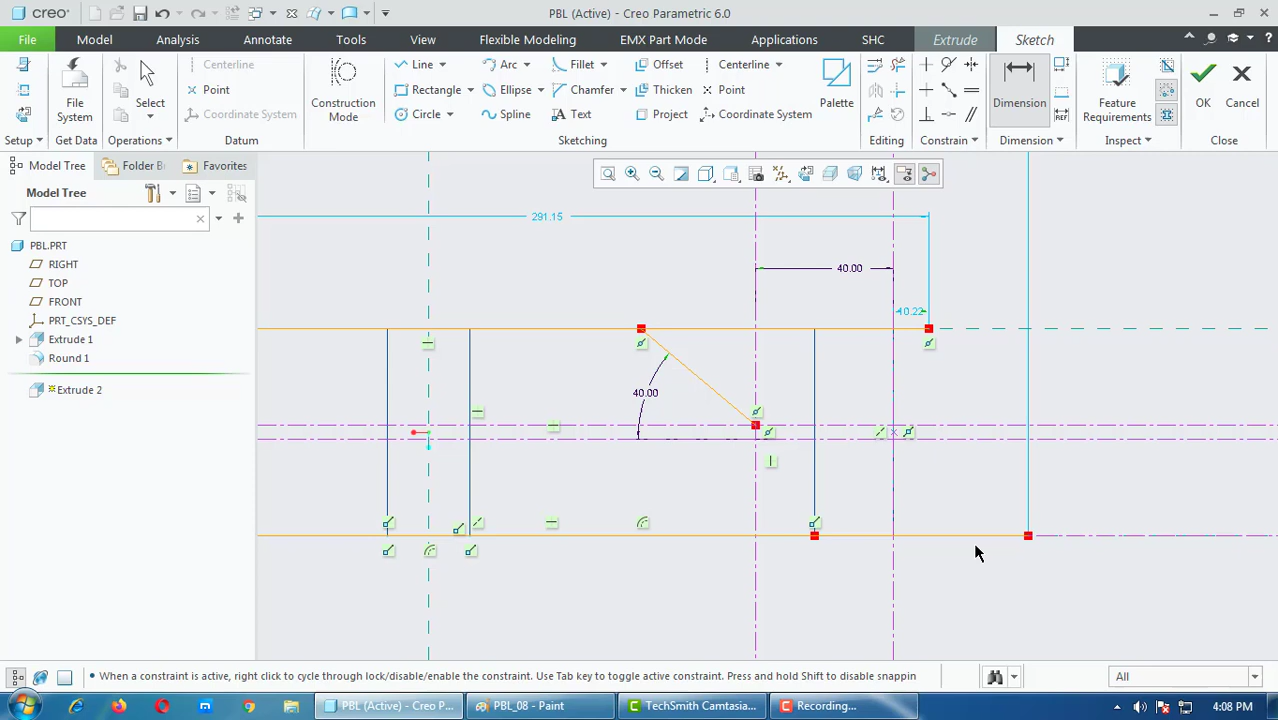 creo
PBL (Active) - Creo Parametric 6.0
File Model Analysis Annotate Tools View Flexible Modeling EMX Part Mode Applications SHC Extrude Sketch
Centerline Line Arc Fillet Offset Centerline
Point Rectangle Ellipse Chamfer Thicken Point
Coordinate System Circle Spline Text Project Coordinate System
File System Select Construction Mode Palette Dimension Feature Requirements OK Cancel
Setup Get Data Operations Datum Sketching Editing Constrain Dimension Inspect Close
Model Tree Folder B Favorites
Model Tree
PBL.PRT
RIGHT
TOP
FRONT
PRT_CSYS_DEF
Extrude 1
Round 1
Extrude 2
291.15
40.00
10.22
40.00
When a constraint is active, right click to cycle through lock/disable/enable the constraint. Use Tab key to toggle active constraint. Press and hold Shift to disable snappin
All
PBL (Active) - Creo P... PBL_08 - Paint TechSmith Camtasia... Recording... 4:08 PM